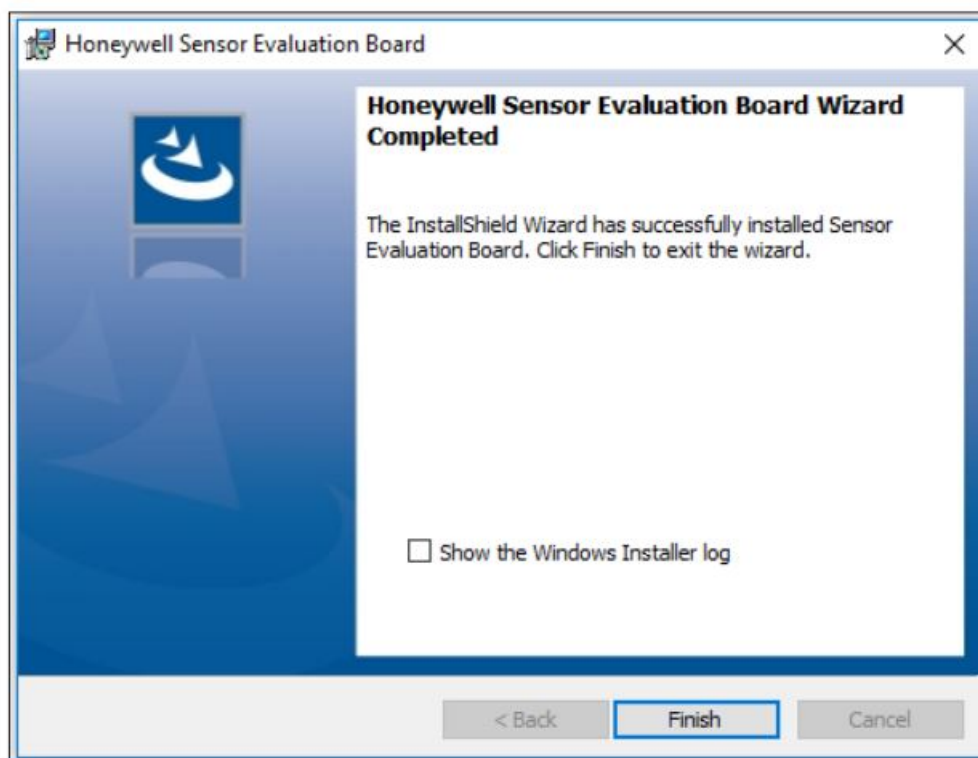 Honeywell Sensor Evaluation Board
Honeywell Sensor Evaluation Board Wizard
Completed
The InstallShield Wizard has successfully installed Sensor
Evaluation Board. Click Finish to exit the wizard.
Show the Windows Installer log
< Back
Finish
Cancel